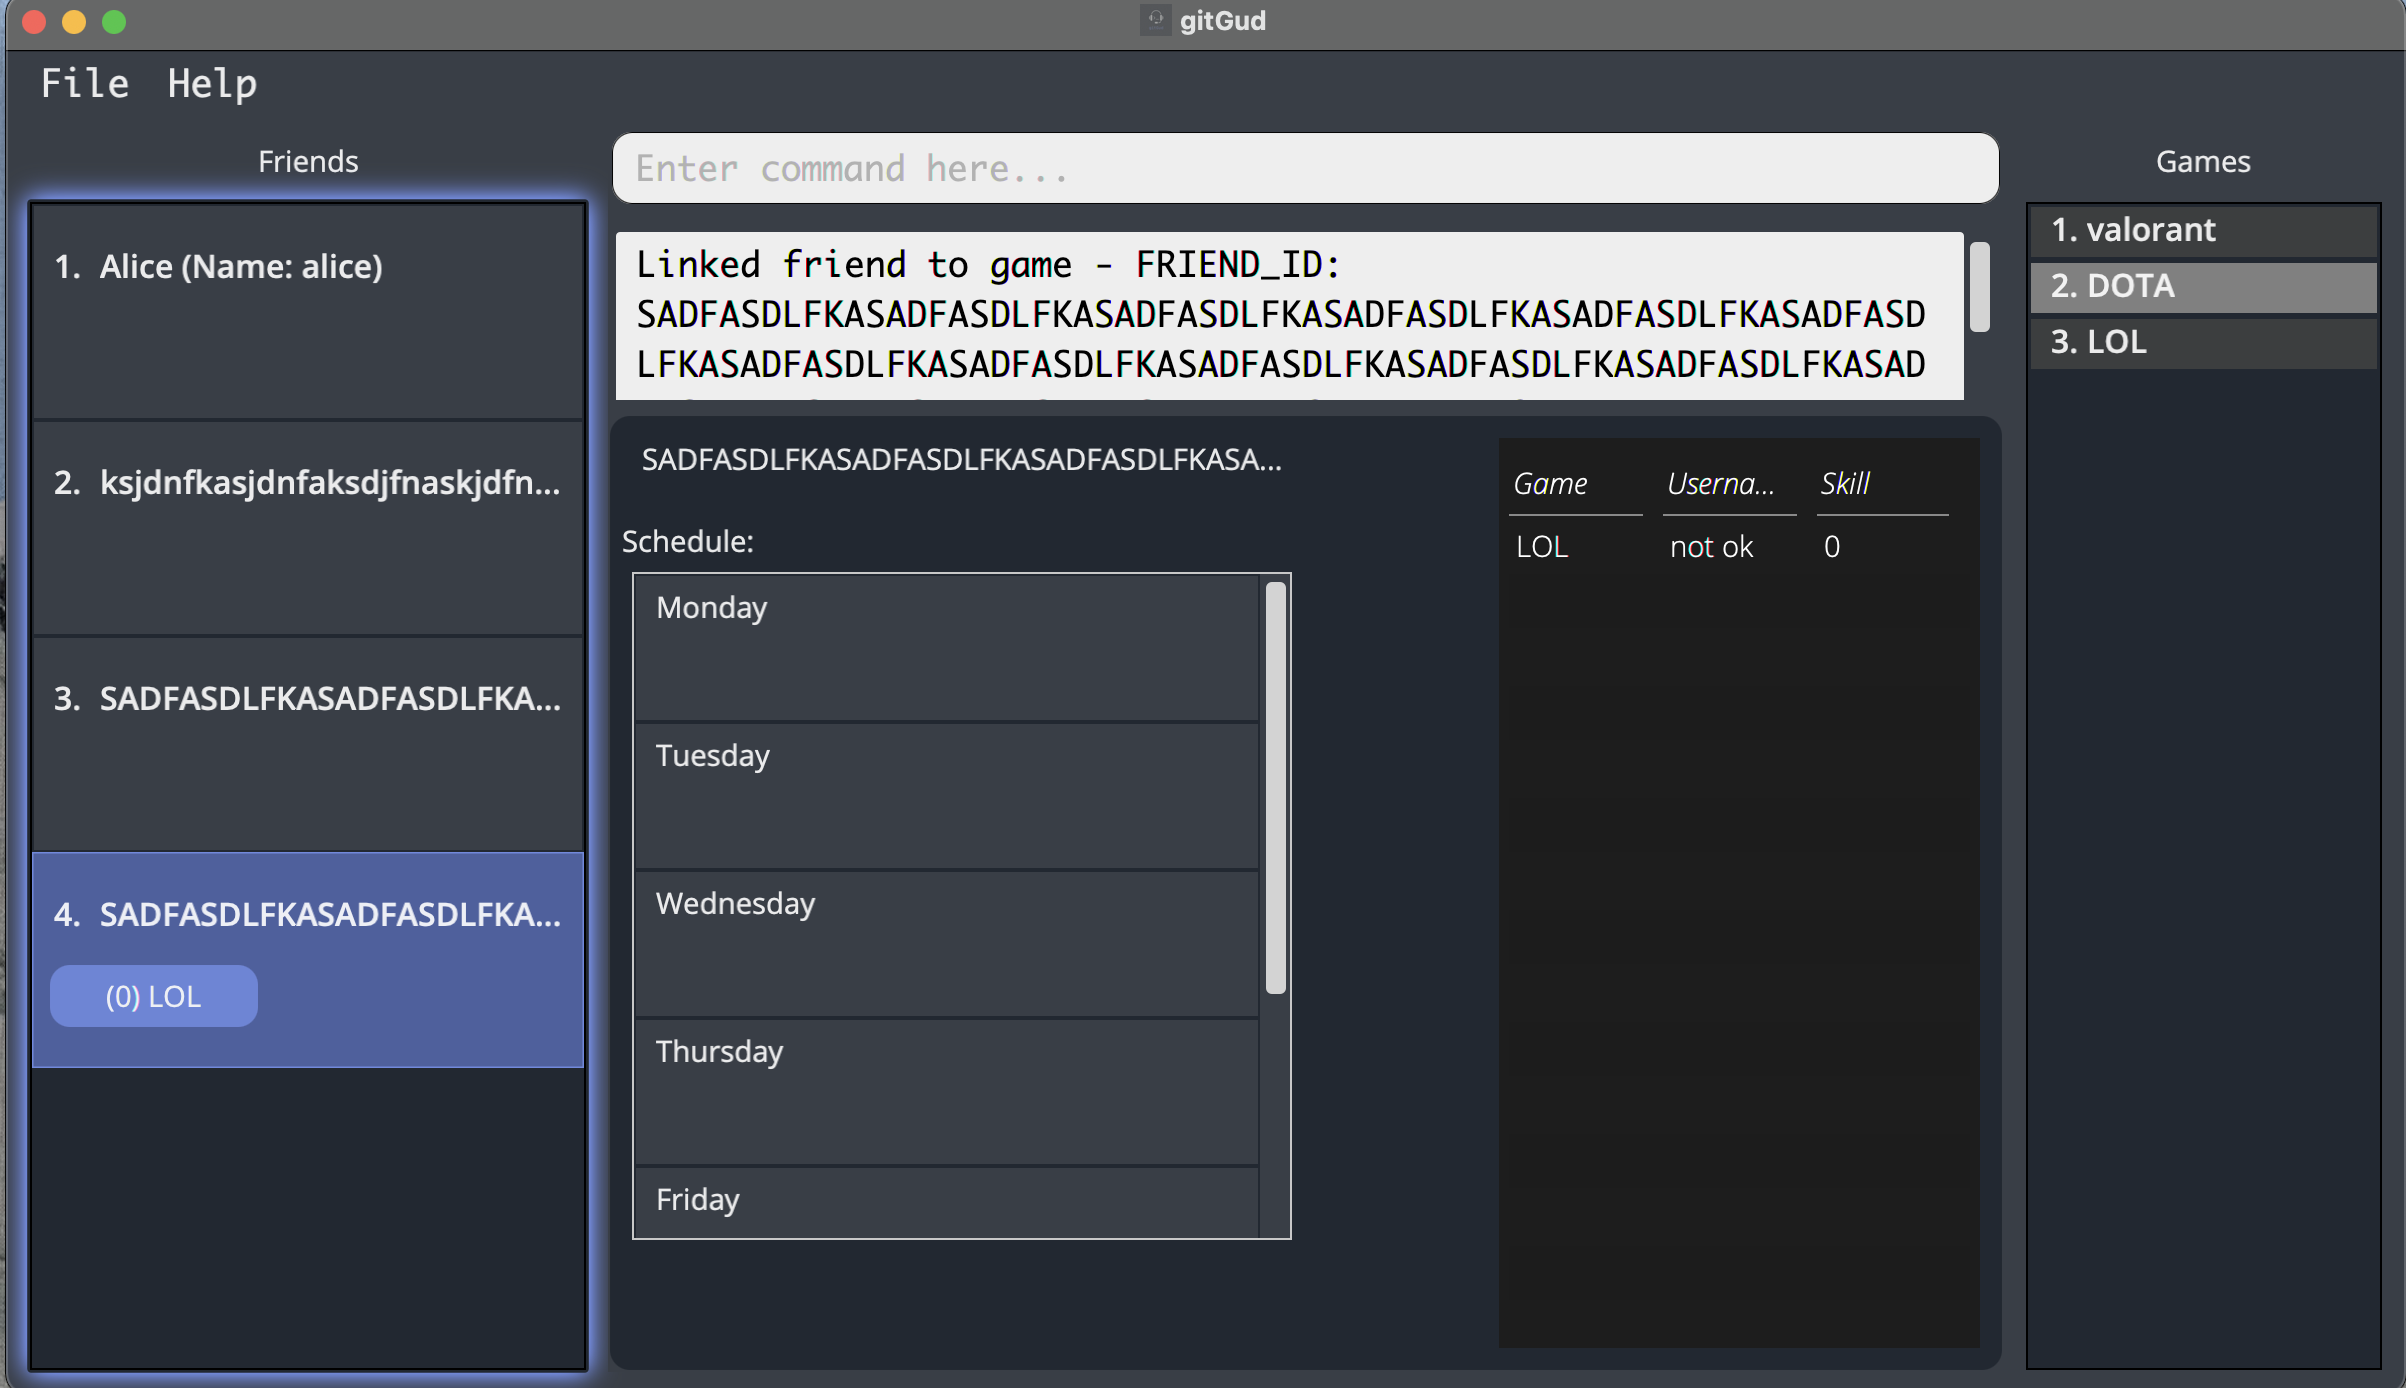 gitGud
File Help
Friends
1. Alice (Name: alice)
2. ksjdnfkasjdnfaksdjfnaskjdfn...
3. SADFASDLFKASADFASDLFKA...
4. SADFASDLFKASADFASDLFKA...
(0) LOL
Enter command here...
Linked friend to game - FRIEND_ID:
SADFASDLFKASADFASDLFKASADFASDLFKASADFASDLFKASADFASDLFKASADFASD
LFKASADFASDLFKASADFASDLFKASADFASDLFKASADFASDLFKASADFASDLFKASAD
SADFASDLFKASADFASDLFKASADFASDLFKASA...
Schedule:
Monday
Tuesday
Wednesday
Thursday
Friday
Game Userna... Skill
LOL not ok 0
Games
1. valorant
2. DOTA
3. LOL